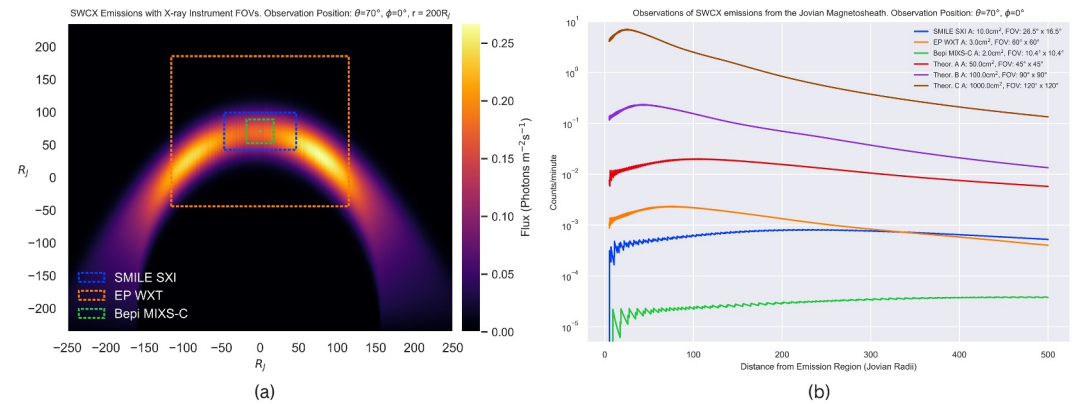 SWCX Emissions with X-ray Instrument FOVs. Observation Position: θ=70°, ϕ=0°, r = 200R_J
200
150
100
50
0
−50
−100
−150
−200
R_J
−250 −200 −150 −100 −50 0 50 100 150 200 250
R_J
SMILE SXI
EP WXT
Bepi MIXS-C
0.25
0.20
0.15
0.10
0.05
0.00
Flux (Photons m⁻²s⁻¹)
(a)
Observations of SWCX emissions from the Jovian Magnetosheath. Observation Position: θ=70°, ϕ=0°
10¹
10⁰
10⁻¹
10⁻²
10⁻³
10⁻⁴
10⁻⁵
Counts/minute
SMILE SXI A: 10.0cm², FOV: 26.5° x 16.5°
EP WXT A: 3.0cm², FOV: 60° x 60°
Bepi MIXS-C A: 2.0cm², FOV: 10.4° x 10.4°
Theor. A A: 50.0cm², FOV: 45° x 45°
Theor. B A: 100.0cm², FOV: 90° x 90°
Theor. C A: 1000.0cm², FOV: 120° x 120°
0 100 200 300 400 500
Distance from Emission Region (Jovian Radii)
(b)